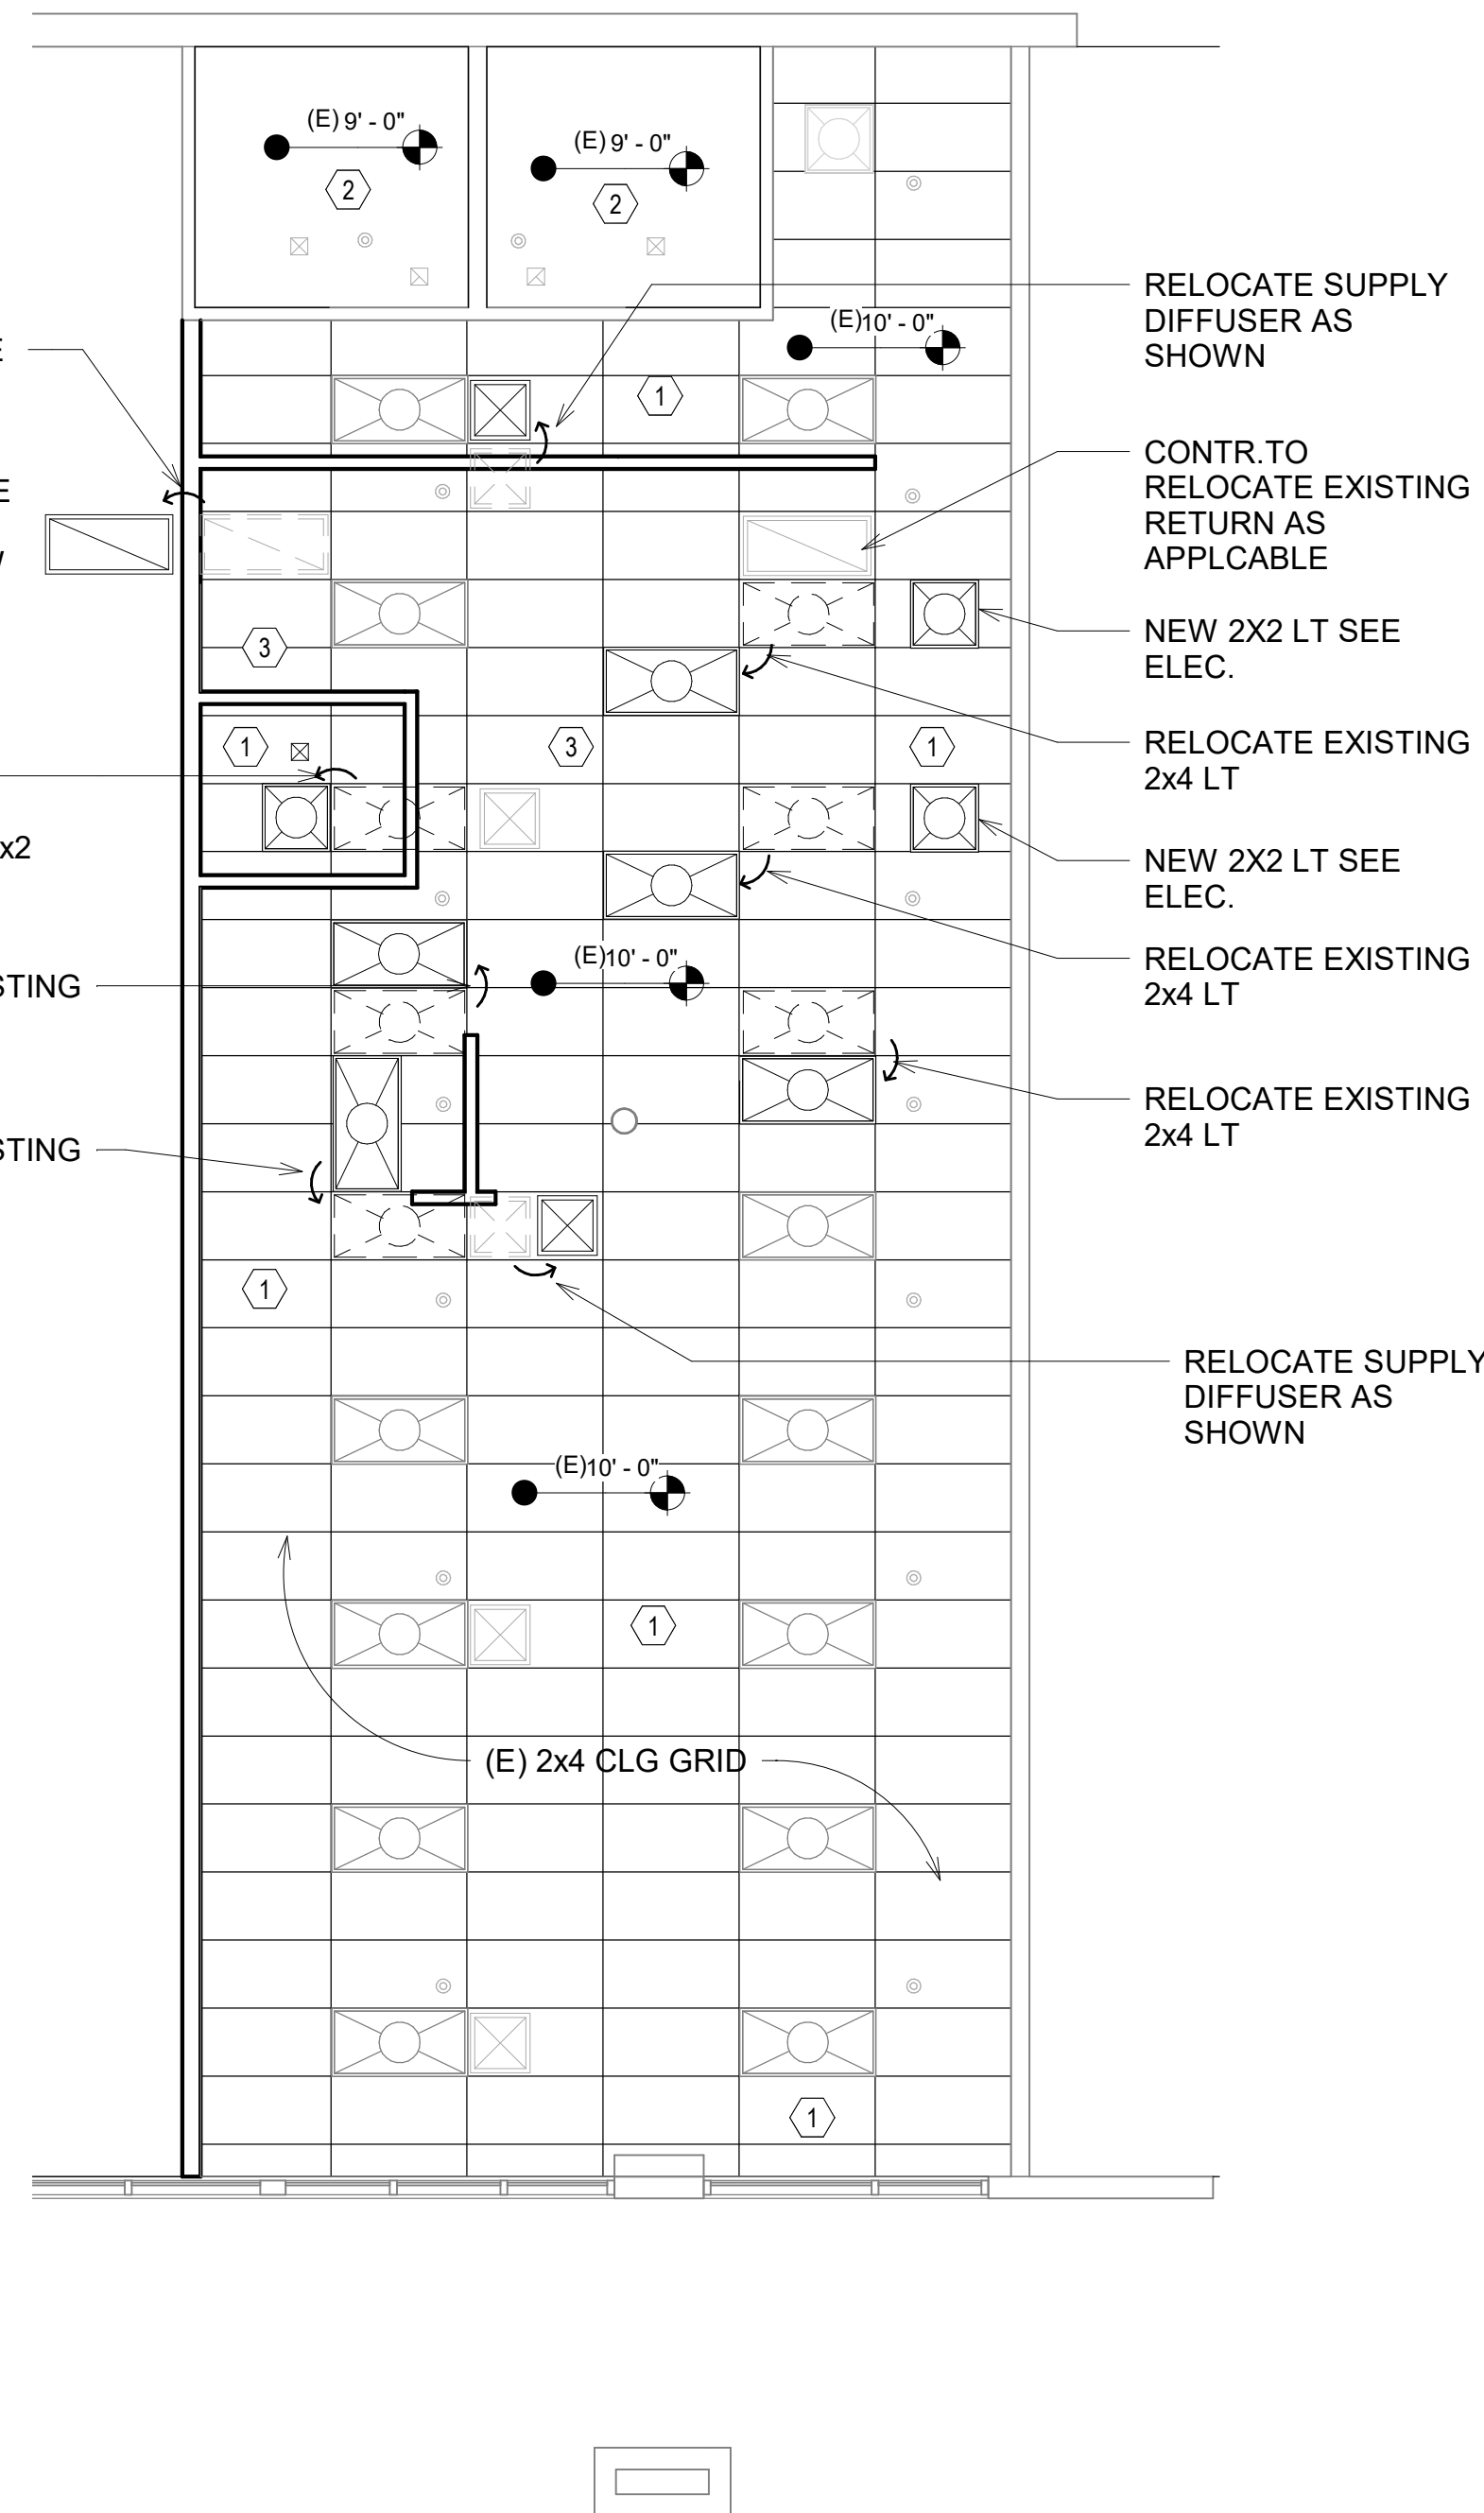 (E) 9' - 0"
2
(E) 9' - 0"
2
RELOCATE SUPPLY
DIFFUSER AS
SHOWN
(E)10' - 0"
1
CONTR.TO
RELOCATE EXISTING
RETURN AS
APPLCABLE
NEW 2X2 LT SEE
ELEC.
3
1
3
1
RELOCATE EXISTING
2x4 LT
x2
NEW 2X2 LT SEE
ELEC.
STING
(E)10' - 0"
RELOCATE EXISTING
2x4 LT
RELOCATE EXISTING
2x4 LT
STING
1
RELOCATE SUPPLY
DIFFUSER AS
SHOWN
(E)10' - 0"
1
(E) 2x4 CLG GRID
1